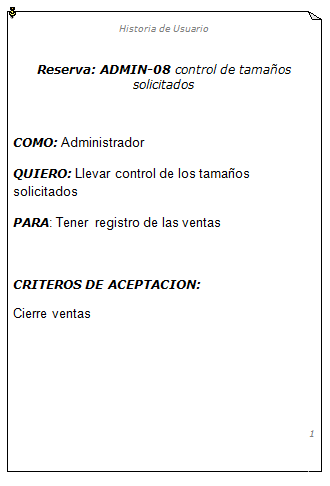 Historia de Usuario
Reserva: ADMIN-08 control de tamaños
solicitados
COMO: Administrador
QUIERO: Llevar control de los tamaños
solicitados
PARA: Tener registro de las ventas
CRITEROS DE ACEPTACION:
Cierre ventas
1